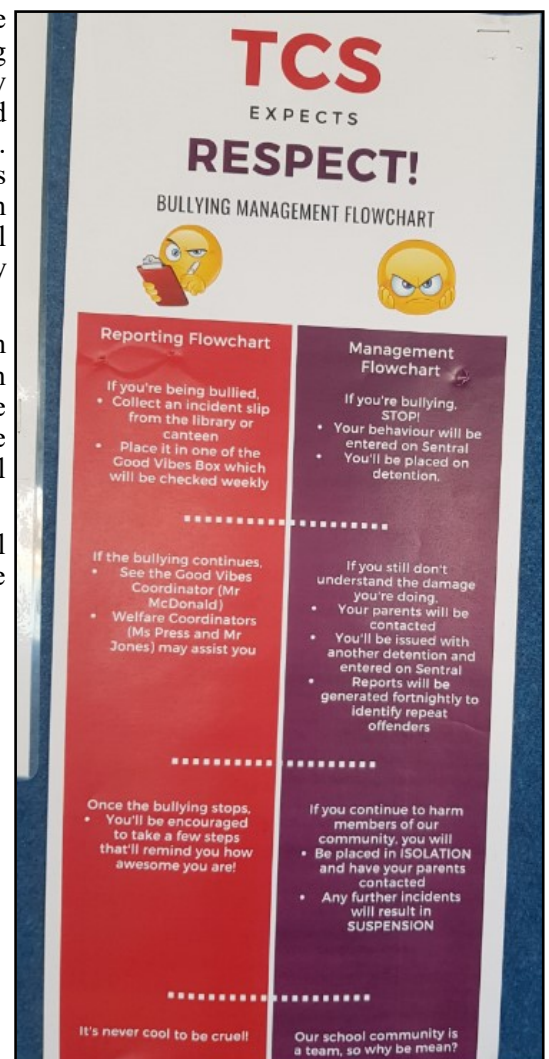 TCS
EXPECTS
RESPECT!
BULLYING MANAGEMENT FLOWCHART
Reporting Flowchart
If you're being bullied,
• Collect an incident slip
from the library or
canteen
• Place it in one of the
Good Vibes Box which
will be checked weekly
If the bullying continues,
• See the Good Vibes
Coordinator (Mr
McDonald)
• Welfare Coordinators
(Ms Press and Mr
Jones) may assist you
Once the bullying stops,
• You'll be encouraged
to take a few steps
that'll remind you how
awesome you are!
It's never cool to be cruel!
Management
Flowchart
If you're bullying,
STOP!
• Your behaviour will be
entered on Sentral
• You'll be placed on
detention.
If you still don't
understand the damage
you're doing,
• Your parents will be
contacted
• You'll be issued with
another detention and
entered on Sentral
• Reports will be
generated fortnightly to
identify repeat
offenders
If you continue to harm
members of our
community, you will
• Be placed in ISOLATION
and have your parents
contacted
• Any further incidents
will result in
SUSPENSION
Our school community is
a team, so why be mean?